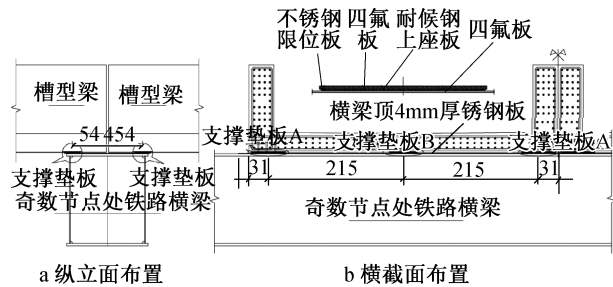 不锈钢
限位板
四氟
板
耐候钢
上座板
四氟板
槽型梁
槽型梁
横梁顶4mm厚锈钢板
54 454
支撑垫板A
支撑垫板B
支撑垫板A
支撑垫板
支撑垫板
31
215
215
31
奇数节点处铁路横梁
奇数节点处铁路横梁
a 纵立面布置
b 横截面布置